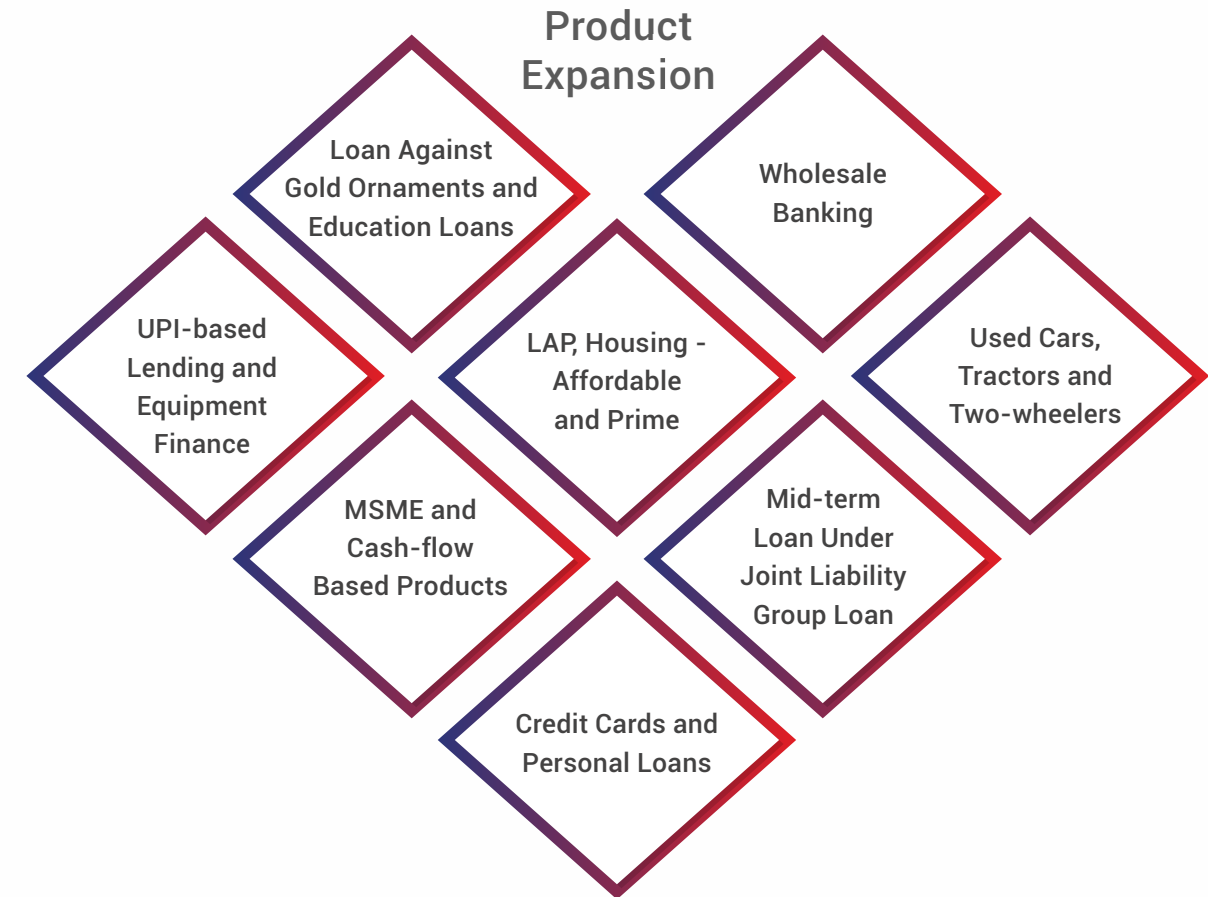 Product
Expansion
Loan Against
Gold Ornaments and
Education Loans
Wholesale
Banking
UPI-based
Lending and
Equipment
Finance
LAP, Housing -
Affordable
and Prime
Used Cars,
Tractors and
Two-wheelers
MSME and
Cash-flow
Based Products
Mid-term
Loan Under
Joint Liability
Group Loan
Credit Cards and
Personal Loans